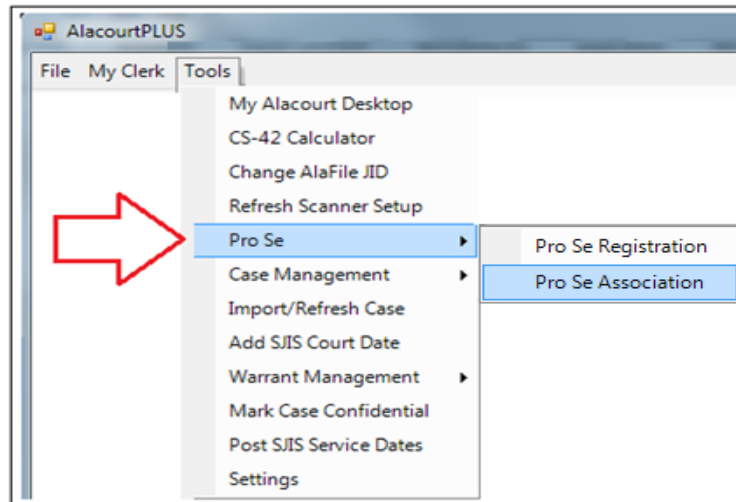 AlacourtPLUS
File My Clerk Tools
My Alacourt Desktop
CS-42 Calculator
Change AlaFile JID
Refresh Scanner Setup
Pro Se
Pro Se Registration
Case Management
Pro Se Association
Import/Refresh Case
Add SJIS Court Date
Warrant Management
Mark Case Confidential
Post SJIS Service Dates
Settings